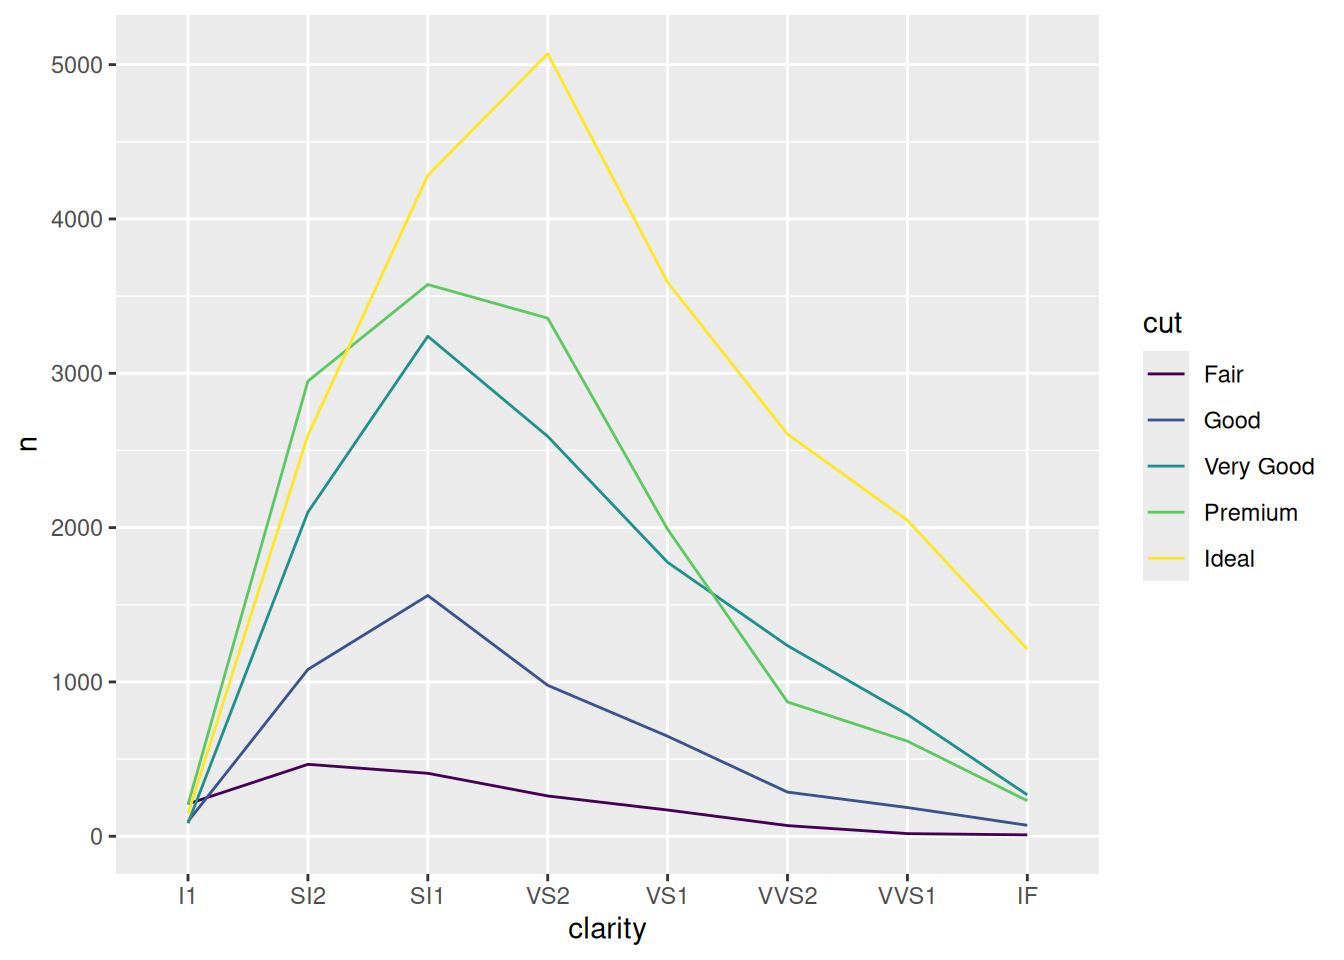 5000
4000
3000
2000
1000
0
n
I1 SI2 SI1 VS2 VS1 VVS2 VVS1 IF
clarity
cut
Fair
Good
Very Good
Premium
Ideal